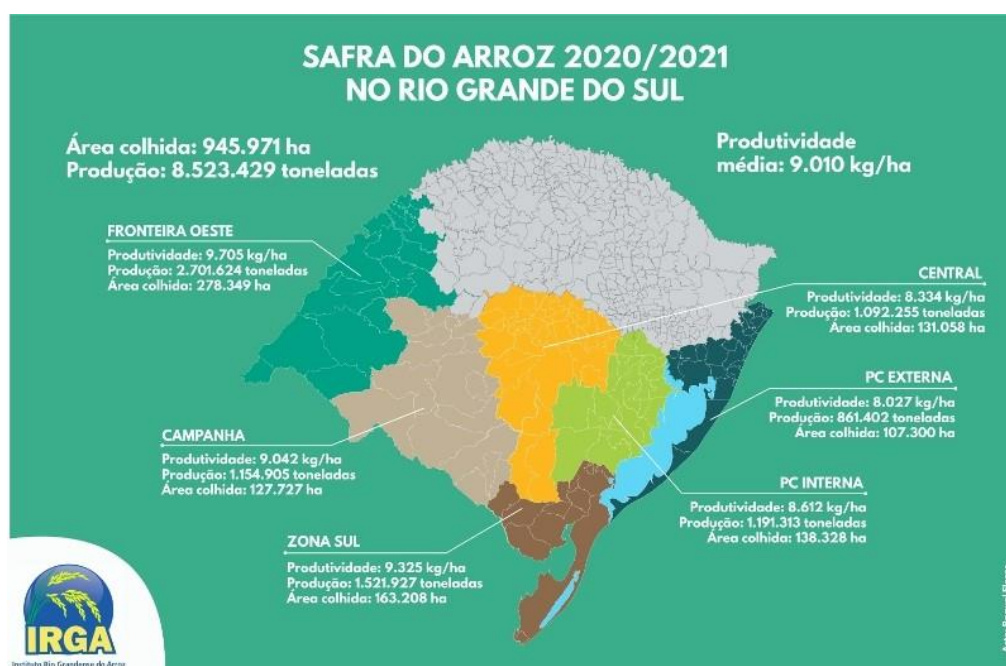 SAFRA DO ARROZ 2020/2021
NO RIO GRANDE DO SUL
Área colhida: 945.971 ha
Produção: 8.523.429 toneladas
Produtividade
média: 9.010 kg/ha
FRONTEIRA OESTE
Produtividade: 9.705 kg/ha
Produção: 2.701.624 toneladas
Área colhida: 278.349 ha
CENTRAL
Produtividade: 8.334 kg/ha
Produção: 1.092.255 toneladas
Área colhida: 131.058 ha
PC EXTERNA
Produtividade: 8.027 kg/ha
Produção: 861.402 toneladas
Área colhida: 107.300 ha
CAMPANHA
Produtividade: 9.042 kg/ha
Produção: 1.154.905 toneladas
Área colhida: 127.727 ha
PC INTERNA
Produtividade: 8.612 kg/ha
Produção: 1.191.313 toneladas
Área colhida: 138.328 ha
ZONA SUL
Produtividade: 9.325 kg/ha
Produção: 1.521.927 toneladas
Área colhida: 163.208 ha
IRGA
Instituto Rio Grandense do Arroz